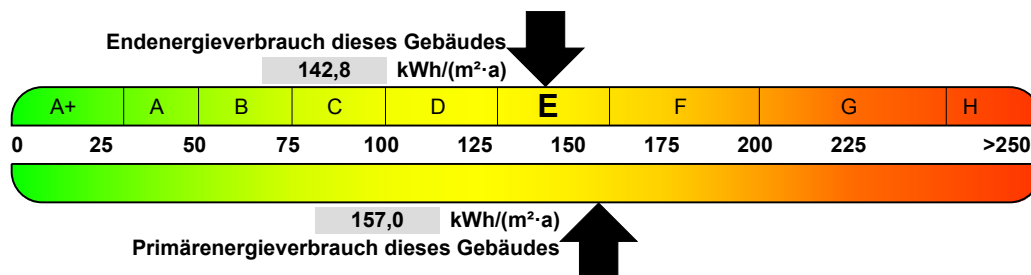 Endenergieverbrauch dieses Gebäudes
142,8 kWh/(m²·a)
A+ A B C D E F G H
0 25 50 75 100 125 150 175 200 225 >250
157,0 kWh/(m²·a)
Primärenergieverbrauch dieses Gebäudes